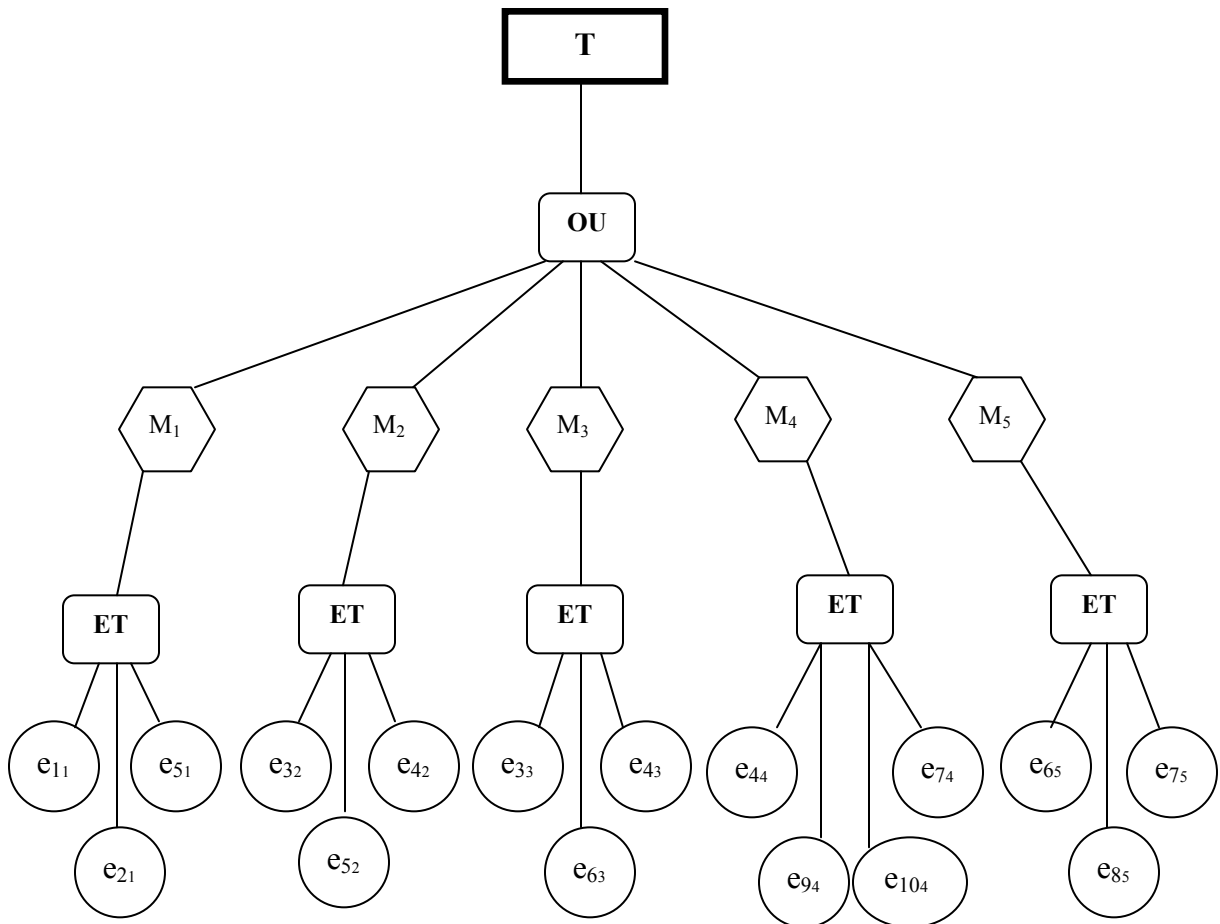 T
OU
M₁ M₂ M₃ M₄ M₅
ET ET ET ET ET
e₁₁ e₅₁ e₃₂ e₄₂ e₃₃ e₄₃ e₄₄ e₇₄ e₆₅ e₇₅
e₂₁ e₅₂ e₆₃ e₉₄ e₁₀₄ e₈₅